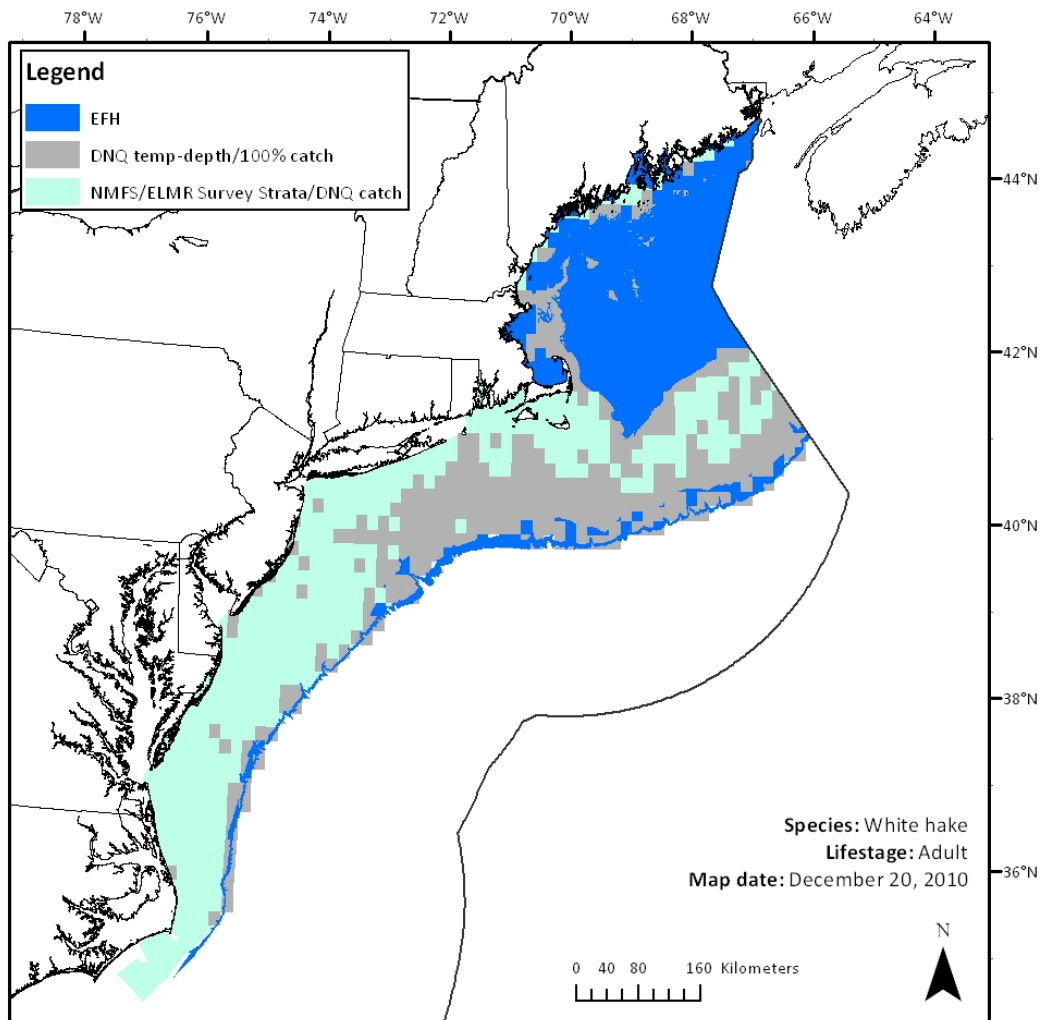 78°W 76°W 74°W 72°W 70°W 68°W 66°W 64°W
Legend
EFH
DNQ temp-depth/100% catch
NMFS/ELMR Survey Strata/DNQ catch
44°N
42°N
40°N
38°N
36°N
Species: White hake
Lifestage: Adult
Map date: December 20, 2010
N
0 40 80 160 Kilometers